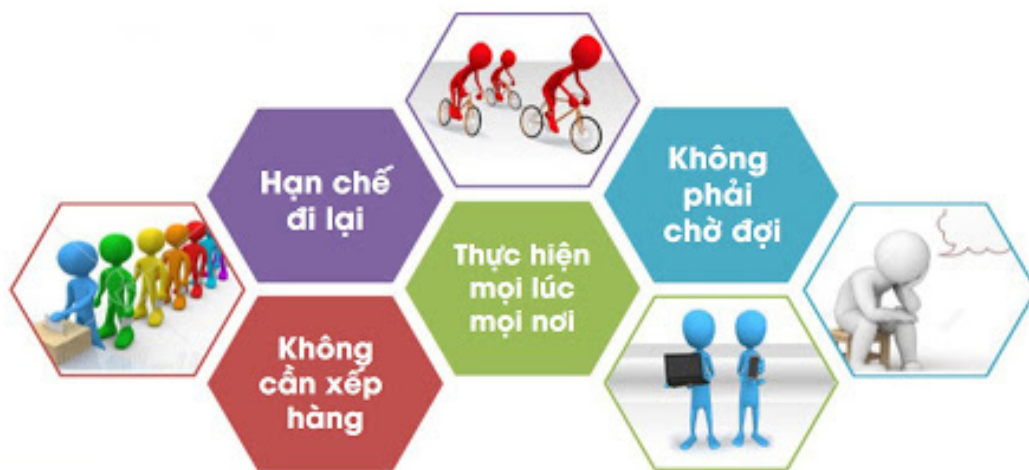 Hạn chế
đi lại
Không
phải
chờ đợi
Thực hiện
mọi lúc
mọi nơi
Không
cần xếp
hàng